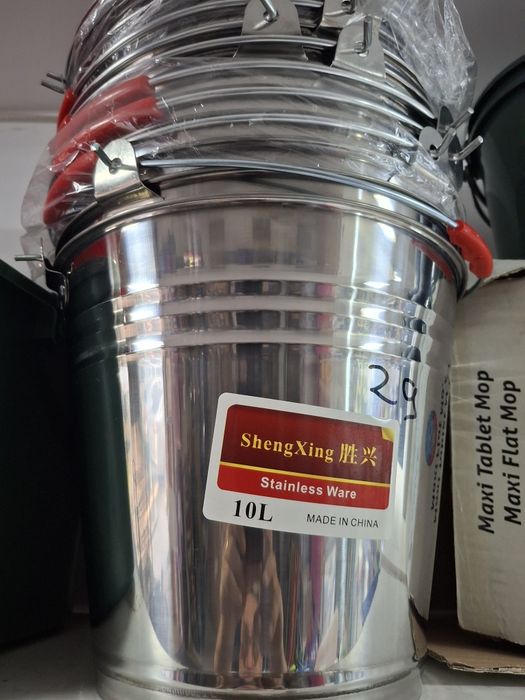 29
ShengXing 胜兴
Stainless Ware
10L MADE IN CHINA
Maxi Tablet Mop
Maxi Flat Mop